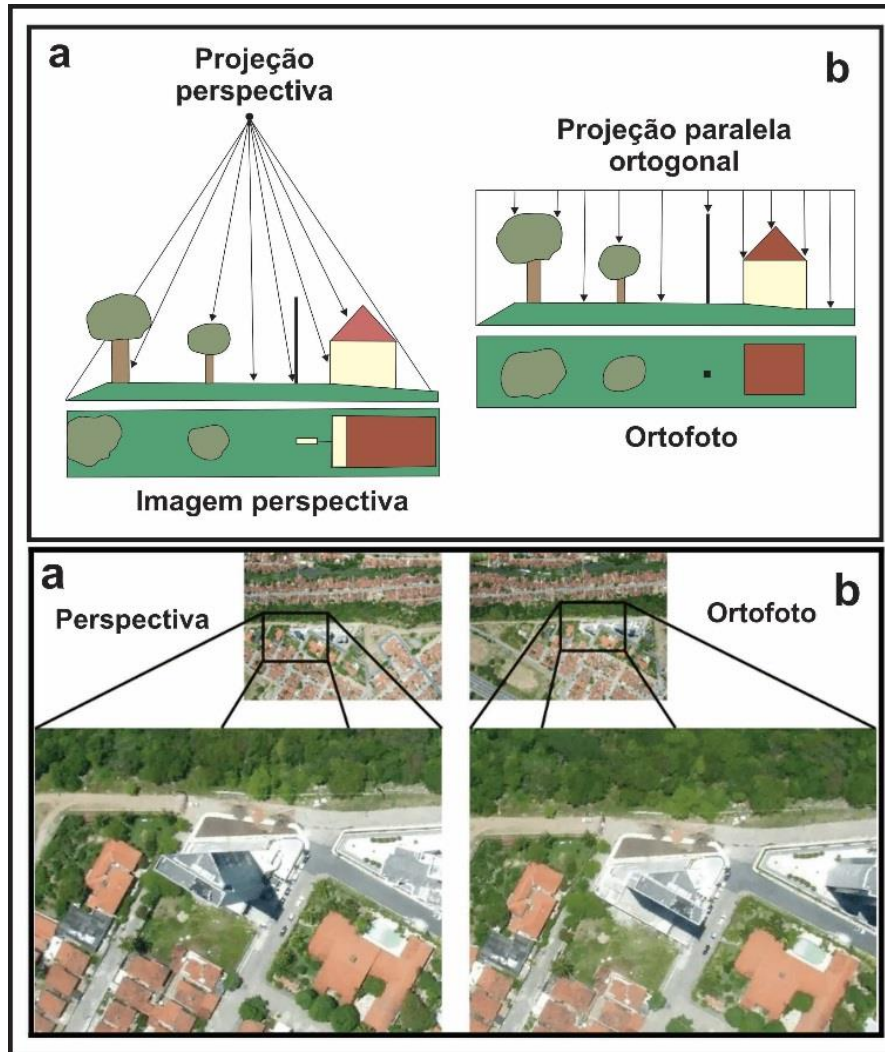 a
Projeção
perspectiva
b
Projeção paralela
ortogonal
Imagem perspectiva
Ortofoto
a
Perspectiva
Ortofoto
b